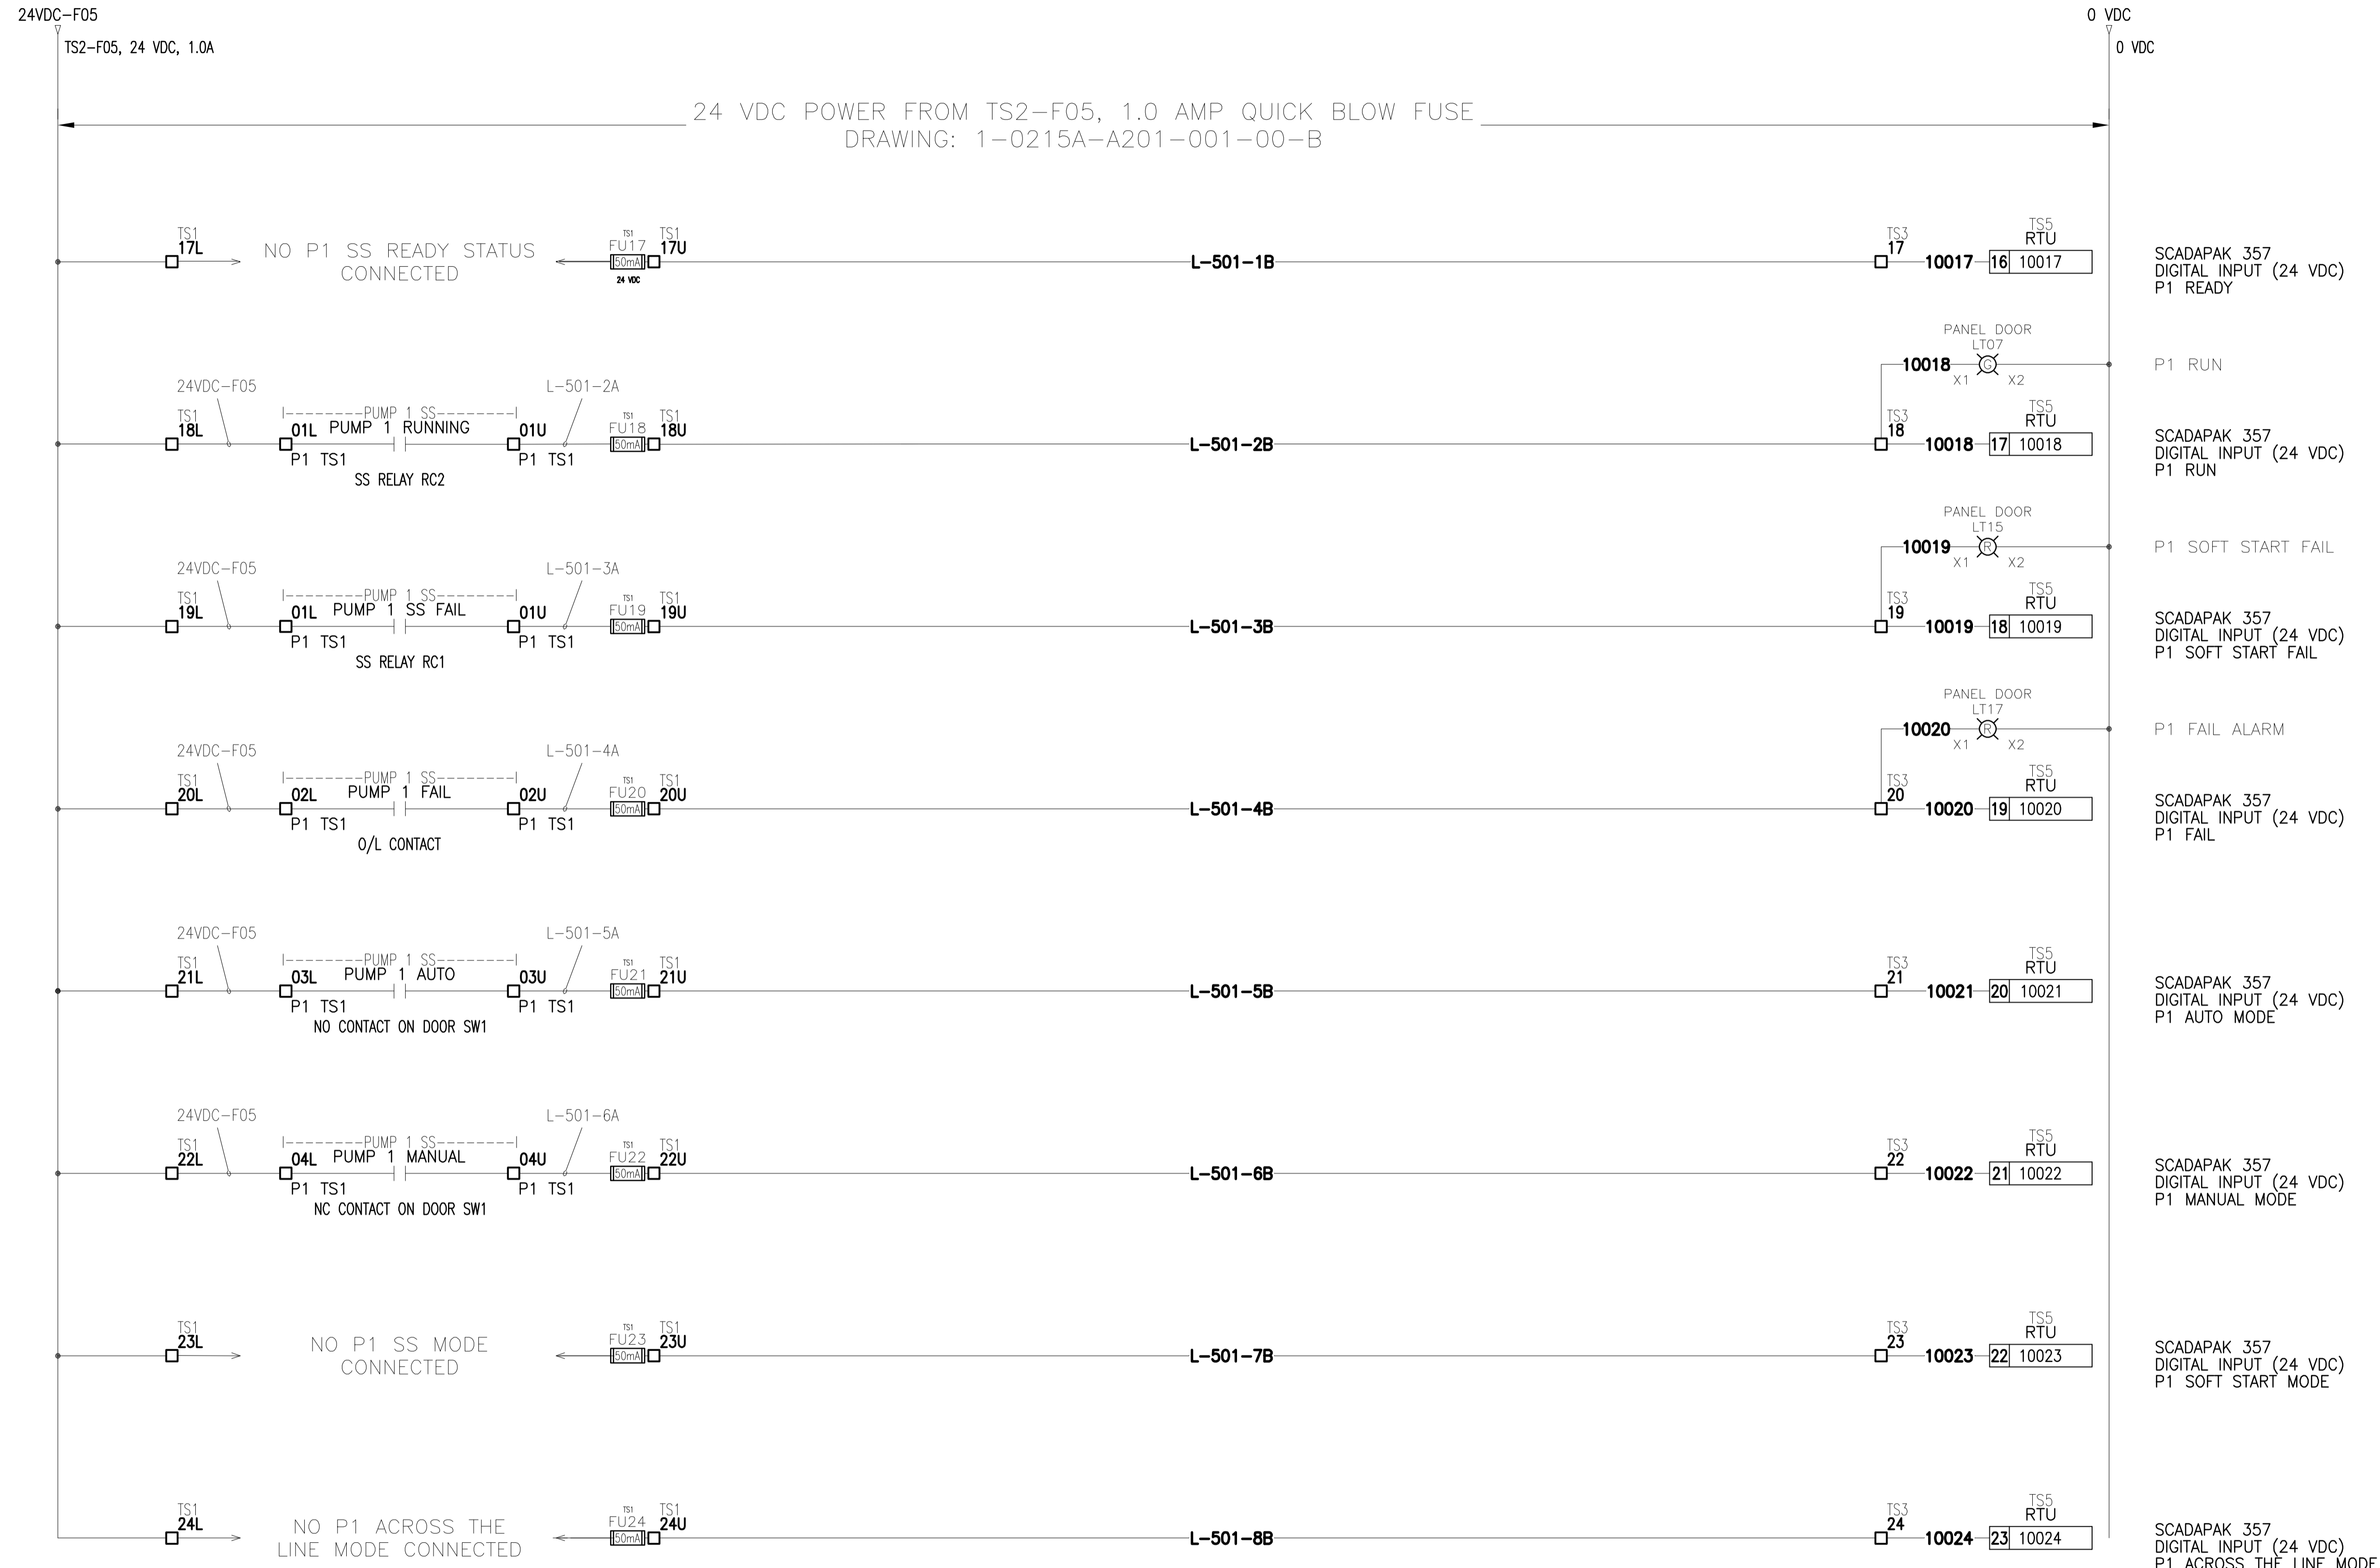 24VDC-F05
0 VDC
TS2-F05, 24 VDC, 1.0A
0 VDC
24 VDC POWER FROM TS2-F05, 1.0 AMP QUICK BLOW FUSE
DRAWING: 1-0215A-A201-001-00-B
TS1
17L
NO P1 SS READY STATUS
CONNECTED
TS1
FU17
50mA
24 VDC
TS1
17U
L-501-1B
TS3
17
10017
TS5
RTU
16 10017
SCADAPAK 357
DIGITAL INPUT (24 VDC)
P1 READY
PANEL DOOR
LT07
10018
G
X1 X2
P1 RUN
24VDC-F05
TS1
18L
|--------PUMP 1 SS--------|
01L PUMP 1 RUNNING 01U
P1 TS1
P1 TS1
SS RELAY RC2
L-501-2A
TS1
FU18
50mA
TS1
18U
L-501-2B
TS3
18
10018
TS5
RTU
17 10018
SCADAPAK 357
DIGITAL INPUT (24 VDC)
P1 RUN
PANEL DOOR
LT15
10019
R
X1 X2
P1 SOFT START FAIL
24VDC-F05
TS1
19L
|--------PUMP 1 SS--------|
01L PUMP 1 SS FAIL 01U
P1 TS1
P1 TS1
SS RELAY RC1
L-501-3A
TS1
FU19
50mA
TS1
19U
L-501-3B
TS3
19
10019
TS5
RTU
18 10019
SCADAPAK 357
DIGITAL INPUT (24 VDC)
P1 SOFT START FAIL
PANEL DOOR
LT17
10020
R
X1 X2
P1 FAIL ALARM
24VDC-F05
TS1
20L
|--------PUMP 1 SS--------|
02L PUMP 1 FAIL 02U
P1 TS1
P1 TS1
O/L CONTACT
L-501-4A
TS1
FU20
50mA
TS1
20U
L-501-4B
TS3
20
10020
TS5
RTU
19 10020
SCADAPAK 357
DIGITAL INPUT (24 VDC)
P1 FAIL
24VDC-F05
TS1
21L
|--------PUMP 1 SS--------|
03L PUMP 1 AUTO 03U
P1 TS1
P1 TS1
NO CONTACT ON DOOR SW1
L-501-5A
TS1
FU21
50mA
TS1
21U
L-501-5B
TS3
21
10021
TS5
RTU
20 10021
SCADAPAK 357
DIGITAL INPUT (24 VDC)
P1 AUTO MODE
24VDC-F05
TS1
22L
|--------PUMP 1 SS--------|
04L PUMP 1 MANUAL 04U
P1 TS1
P1 TS1
NC CONTACT ON DOOR SW1
L-501-6A
TS1
FU22
50mA
TS1
22U
L-501-6B
TS3
22
10022
TS5
RTU
21 10022
SCADAPAK 357
DIGITAL INPUT (24 VDC)
P1 MANUAL MODE
TS1
23L
NO P1 SS MODE
CONNECTED
TS1
FU23
50mA
TS1
23U
L-501-7B
TS3
23
10023
TS5
RTU
22 10023
SCADAPAK 357
DIGITAL INPUT (24 VDC)
P1 SOFT START MODE
TS1
24L
NO P1 ACROSS THE
LINE MODE CONNECTED
TS1
FU24
50mA
TS1
24U
L-501-8B
TS3
24
10024
TS5
RTU
23 10024
SCADAPAK 357
DIGITAL INPUT (24 VDC)
P1 ACROSS THE LINE MODE